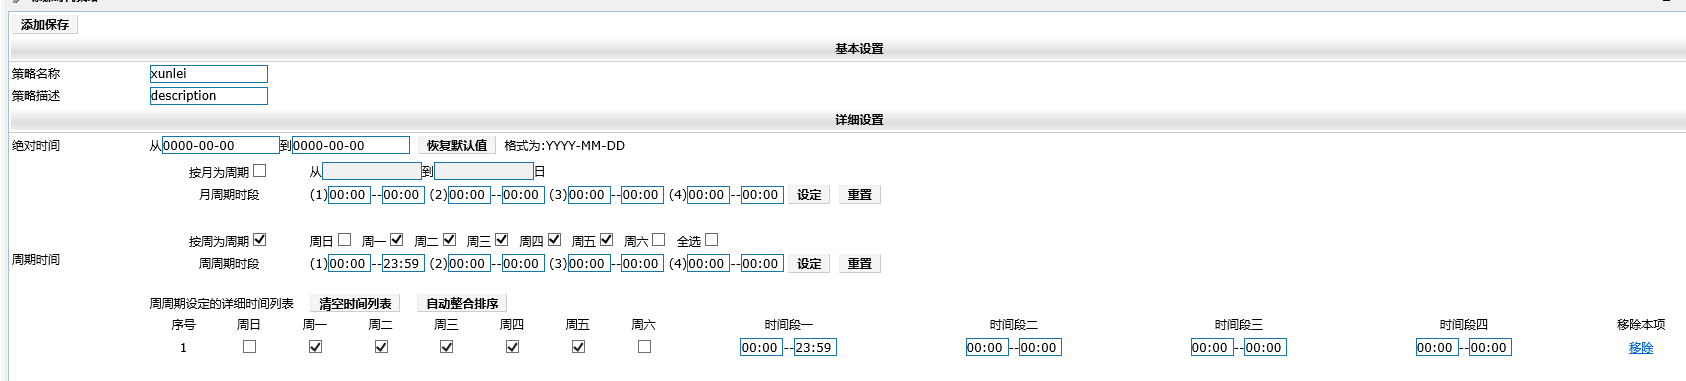 添加保存
基本设置
策略名称 xunlei
策略描述 description
详细设置
绝对时间 从0000-00-00到0000-00-00 恢复默认值 格式为:YYYY-MM-DD
按月为周期 从 到 日
月周期时段 (1)00:00--00:00 (2)00:00--00:00 (3)00:00--00:00 (4)00:00--00:00 设定 重置
按周为周期 周日 周一 周二 周三 周四 周五 周六 全选
周期时间
周周期时段 (1)00:00--23:59 (2)00:00--00:00 (3)00:00--00:00 (4)00:00--00:00 设定 重置
周周期设定的详细时间列表 清空时间列表 自动整合排序
序号 周日 周一 周二 周三 周四 周五 周六 时间段一 时间段二 时间段三 时间段四 移除本项
1 00:00--23:59 00:00--00:00 00:00--00:00 00:00--00:00 移除